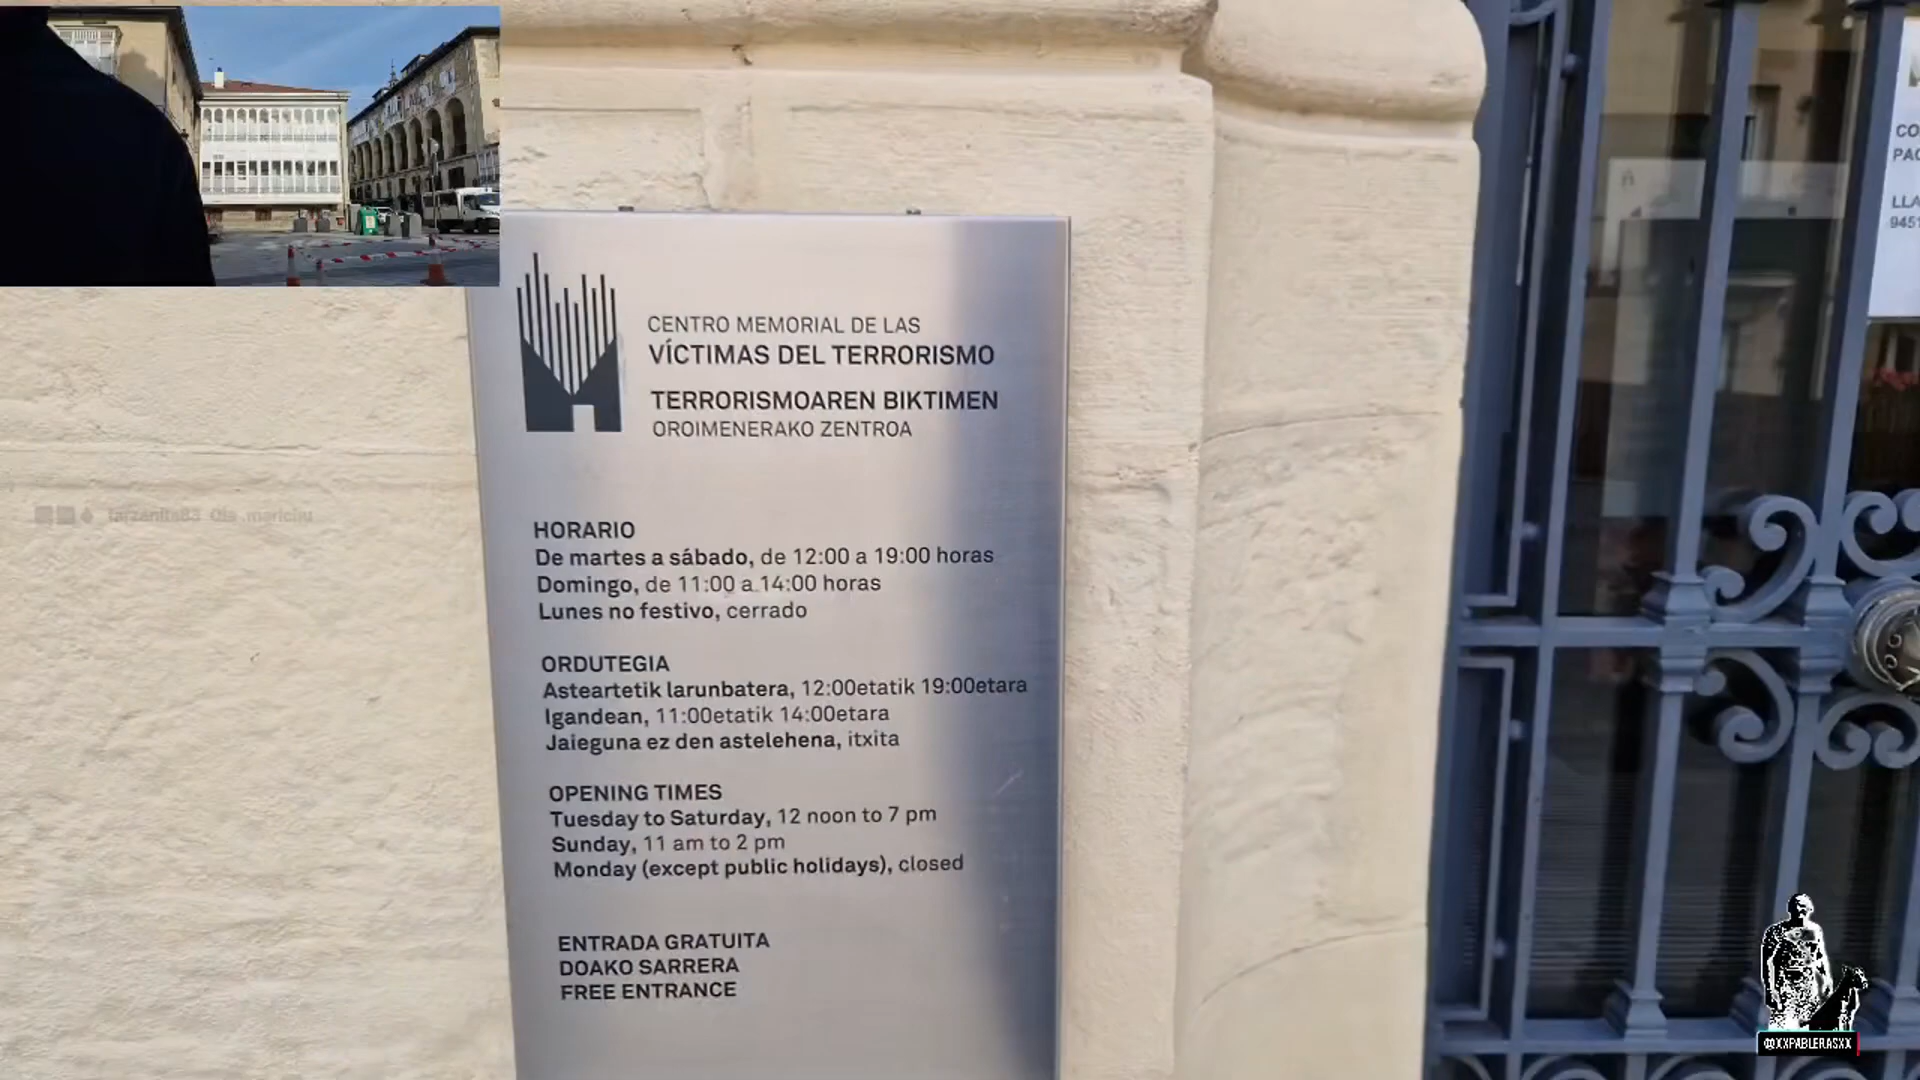 CENTRO MEMORIAL DE LAS
VÍCTIMAS DEL TERRORISMO
TERRORISMOAREN BIKTIMEN
OROIMENERAKO ZENTROA
HORARIO
De martes a sábado, de 12:00 a 19:00 horas
Domingo, de 11:00 a 14:00 horas
Lunes no festivo, cerrado
ORDUTEGIA
Asteartetik larunbatera, 12:00etatik 19:00etara
Igandean, 11:00etatik 14:00etara
Jaieguna ez den astelehena, itxita
OPENING TIMES
Tuesday to Saturday, 12 noon to 7 pm
Sunday, 11 am to 2 pm
Monday (except public holidays), closed
ENTRADA GRATUITA
DOAKO SARRERA
FREE ENTRANCE
@XXPABLERASXX